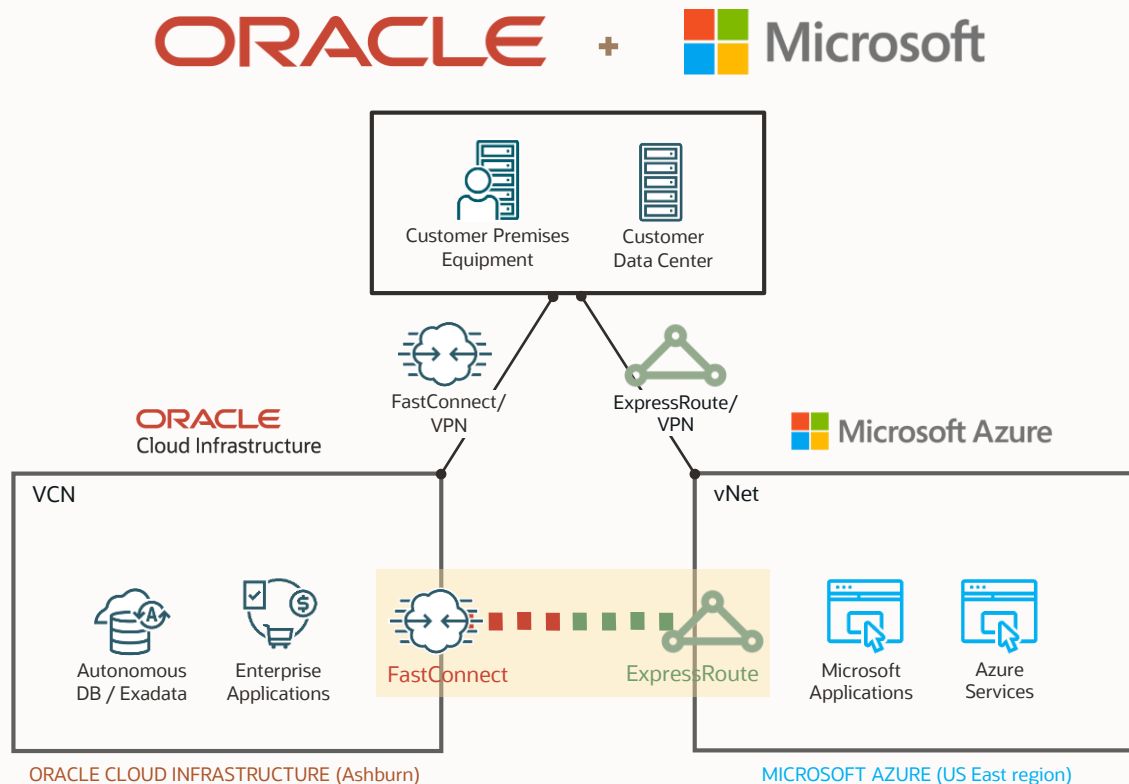 ORACLE + Microsoft
Customer Premises
Equipment
Customer
Data Center
FastConnect/
VPN
ExpressRoute/
VPN
ORACLE
Cloud Infrastructure
Microsoft Azure
VCN
vNet
Autonomous
DB / Exadata
Enterprise
Applications
FastConnect
ExpressRoute
Microsoft
Applications
Azure
Services
ORACLE CLOUD INFRASTRUCTURE (Ashburn)
MICROSOFT AZURE (US East region)